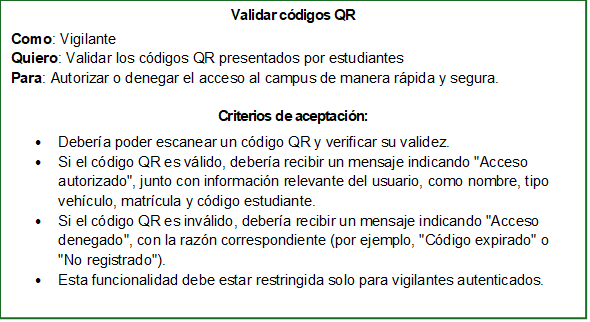 Validar códigos QR
Como: Vigilante
Quiero: Validar los códigos QR presentados por estudiantes
Para: Autorizar o denegar el acceso al campus de manera rápida y segura.
Criterios de aceptación:
• Debería poder escanear un código QR y verificar su validez.
• Si el código QR es válido, debería recibir un mensaje indicando "Acceso
autorizado", junto con información relevante del usuario, como nombre, tipo
vehículo, matrícula y código estudiante.
• Si el código QR es inválido, debería recibir un mensaje indicando "Acceso
denegado", con la razón correspondiente (por ejemplo, "Código expirado" o
"No registrado").
• Esta funcionalidad debe estar restringida solo para vigilantes autenticados.